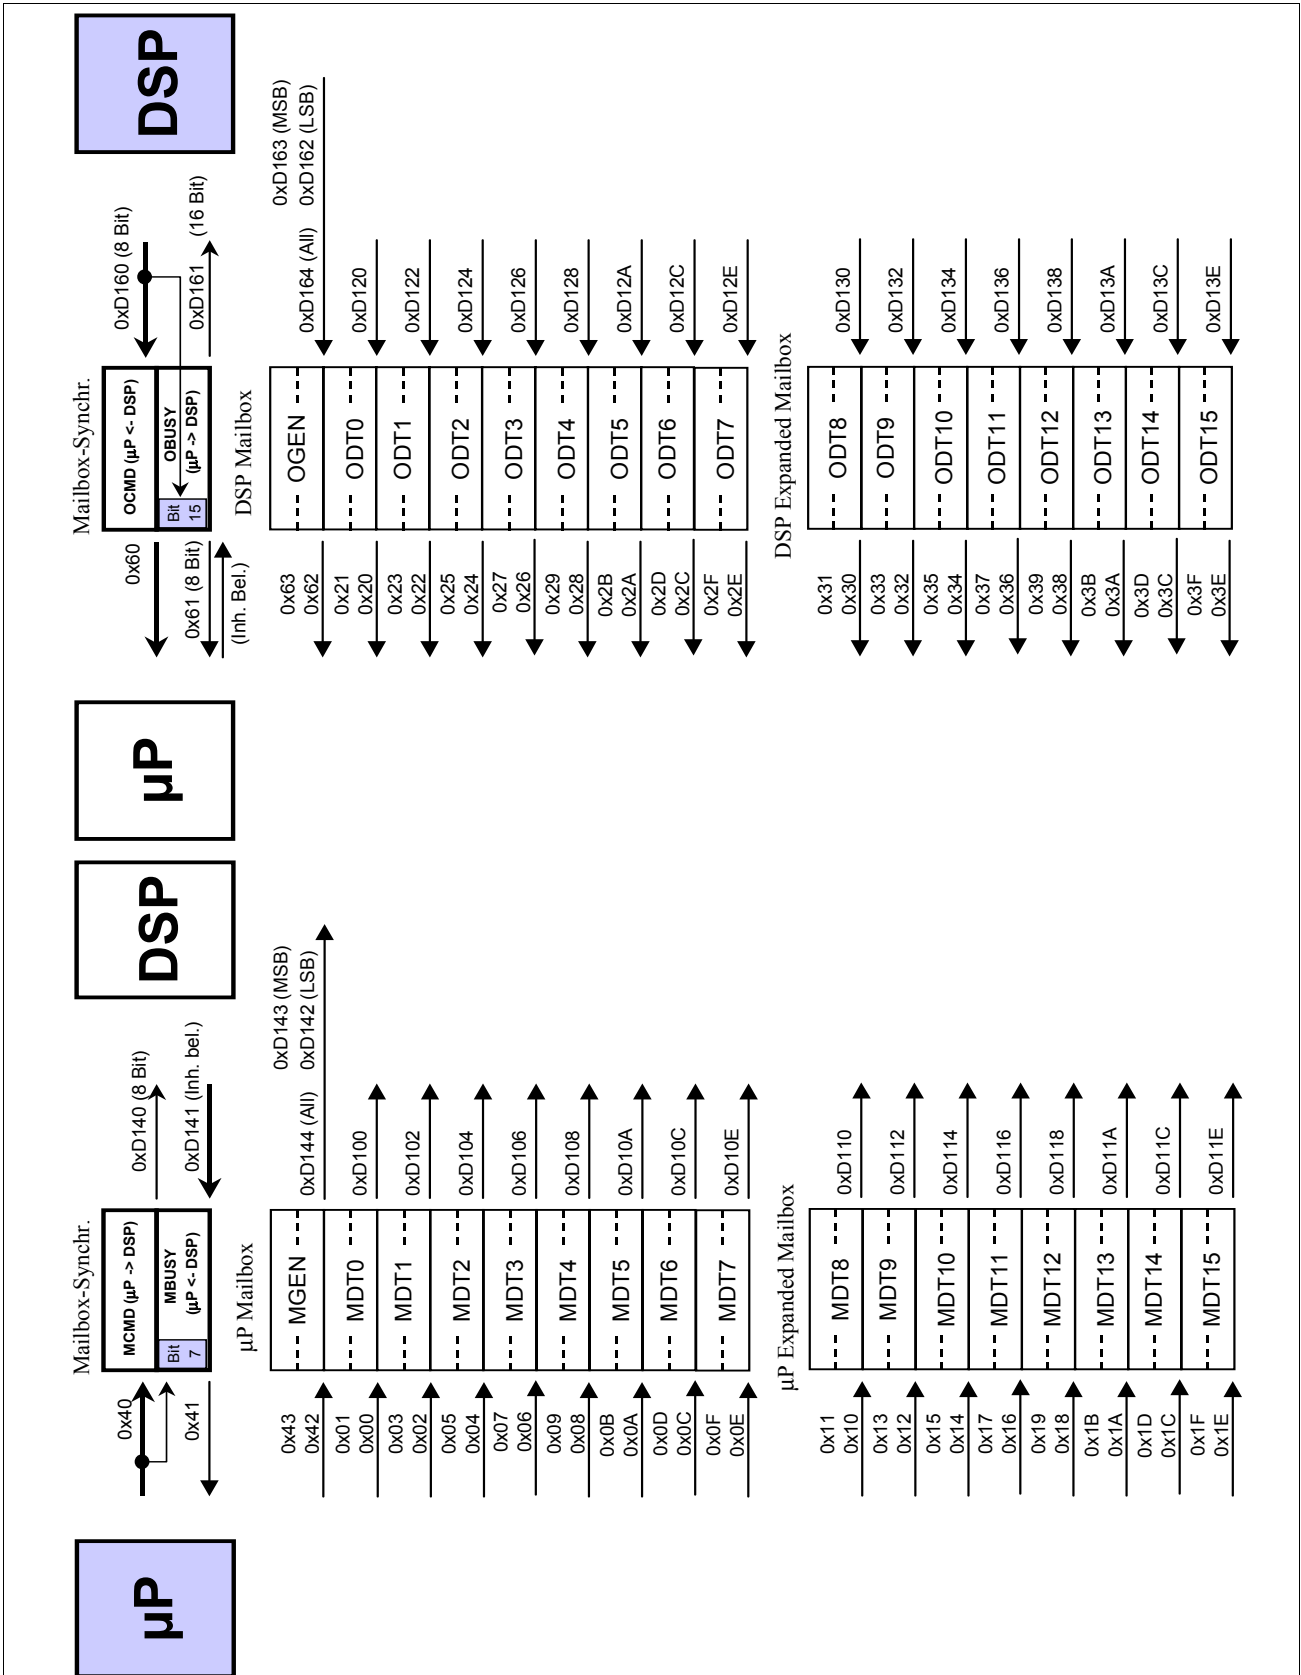 µP
DSP
Mailbox-Synchr.
0x40
MCMD (µP -> DSP)
0xD140 (8 Bit)
0x41
Bit
7
MBUSY
(µP <- DSP)
0xD141 (Inh. bel.)
µP Mailbox
0xD143 (MSB)
0xD142 (LSB)
0x43
0x42
MGEN
0xD144 (All)
0x01
0x00
MDT0
0xD100
0x03
0x02
MDT1
0xD102
0x05
0x04
MDT2
0xD104
0x07
0x06
MDT3
0xD106
0x09
0x08
MDT4
0xD108
0x0B
0x0A
MDT5
0xD10A
0x0D
0x0C
MDT6
0xD10C
0x0F
0x0E
MDT7
0xD10E
µP Expanded Mailbox
0x11
0x10
MDT8
0xD110
0x13
0x12
MDT9
0xD112
0x15
0x14
MDT10
0xD114
0x17
0x16
MDT11
0xD116
0x19
0x18
MDT12
0xD118
0x1B
0x1A
MDT13
0xD11A
0x1D
0x1C
MDT14
0xD11C
0x1F
0x1E
MDT15
0xD11E
µP
DSP
Mailbox-Synchr.
0x60
OCMD (µP <- DSP)
0xD160 (8 Bit)
0x61 (8 Bit)
(Inh. Bel.)
Bit
15
OBUSY
(µP -> DSP)
0xD161
(16 Bit)
DSP Mailbox
0xD163 (MSB)
0xD162 (LSB)
0x63
0x62
OGEN
0xD164 (All)
0x21
0x20
ODT0
0xD120
0x23
0x22
ODT1
0xD122
0x25
0x24
ODT2
0xD124
0x27
0x26
ODT3
0xD126
0x29
0x28
ODT4
0xD128
0x2B
0x2A
ODT5
0xD12A
0x2D
0x2C
ODT6
0xD12C
0x2F
0x2E
ODT7
0xD12E
DSP Expanded Mailbox
0x31
0x30
ODT8
0xD130
0x33
0x32
ODT9
0xD132
0x35
0x34
ODT10
0xD134
0x37
0x36
ODT11
0xD136
0x39
0x38
ODT12
0xD138
0x3B
0x3A
ODT13
0xD13A
0x3D
0x3C
ODT14
0xD13C
0x3F
0x3E
ODT15
0xD13E